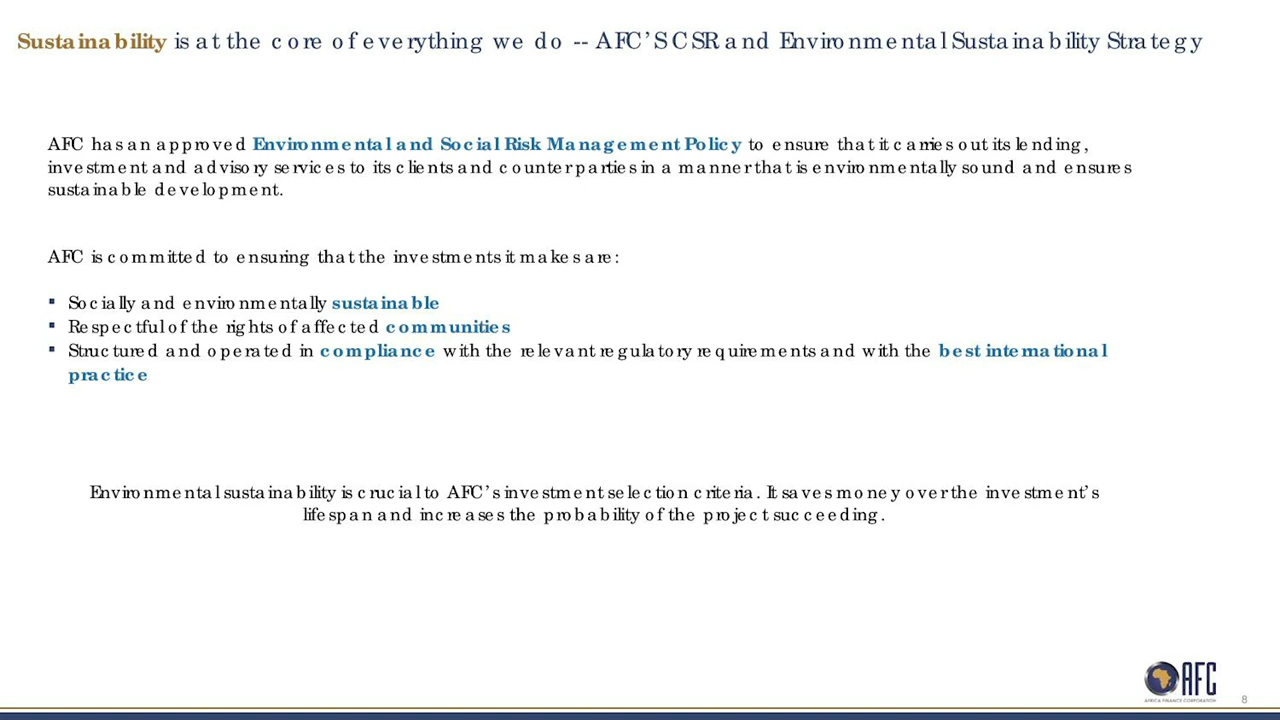 Sustainability is at the core of everything we do -- AFC’S CSR and Environmental Sustainability Strategy
AFC has an approved Environmental and Social Risk Management Policy to ensure that it carries out its lending,
investment and advisory services to its clients and counterparties in a manner that is environmentally sound and ensures
sustainable development.
AFC is committed to ensuring that the investments it makes are:
▪ Socially and environmentally sustainable
▪ Respectful of the rights of affected communities
▪ Structured and operated in compliance with the relevant regulatory requirements and with the best international
practice
Environmental sustainability is crucial to AFC’s investment selection criteria. It saves money over the investment’s
lifespan and increases the probability of the project succeeding.
AFC
AFRICA FINANCE CORPORATION
8